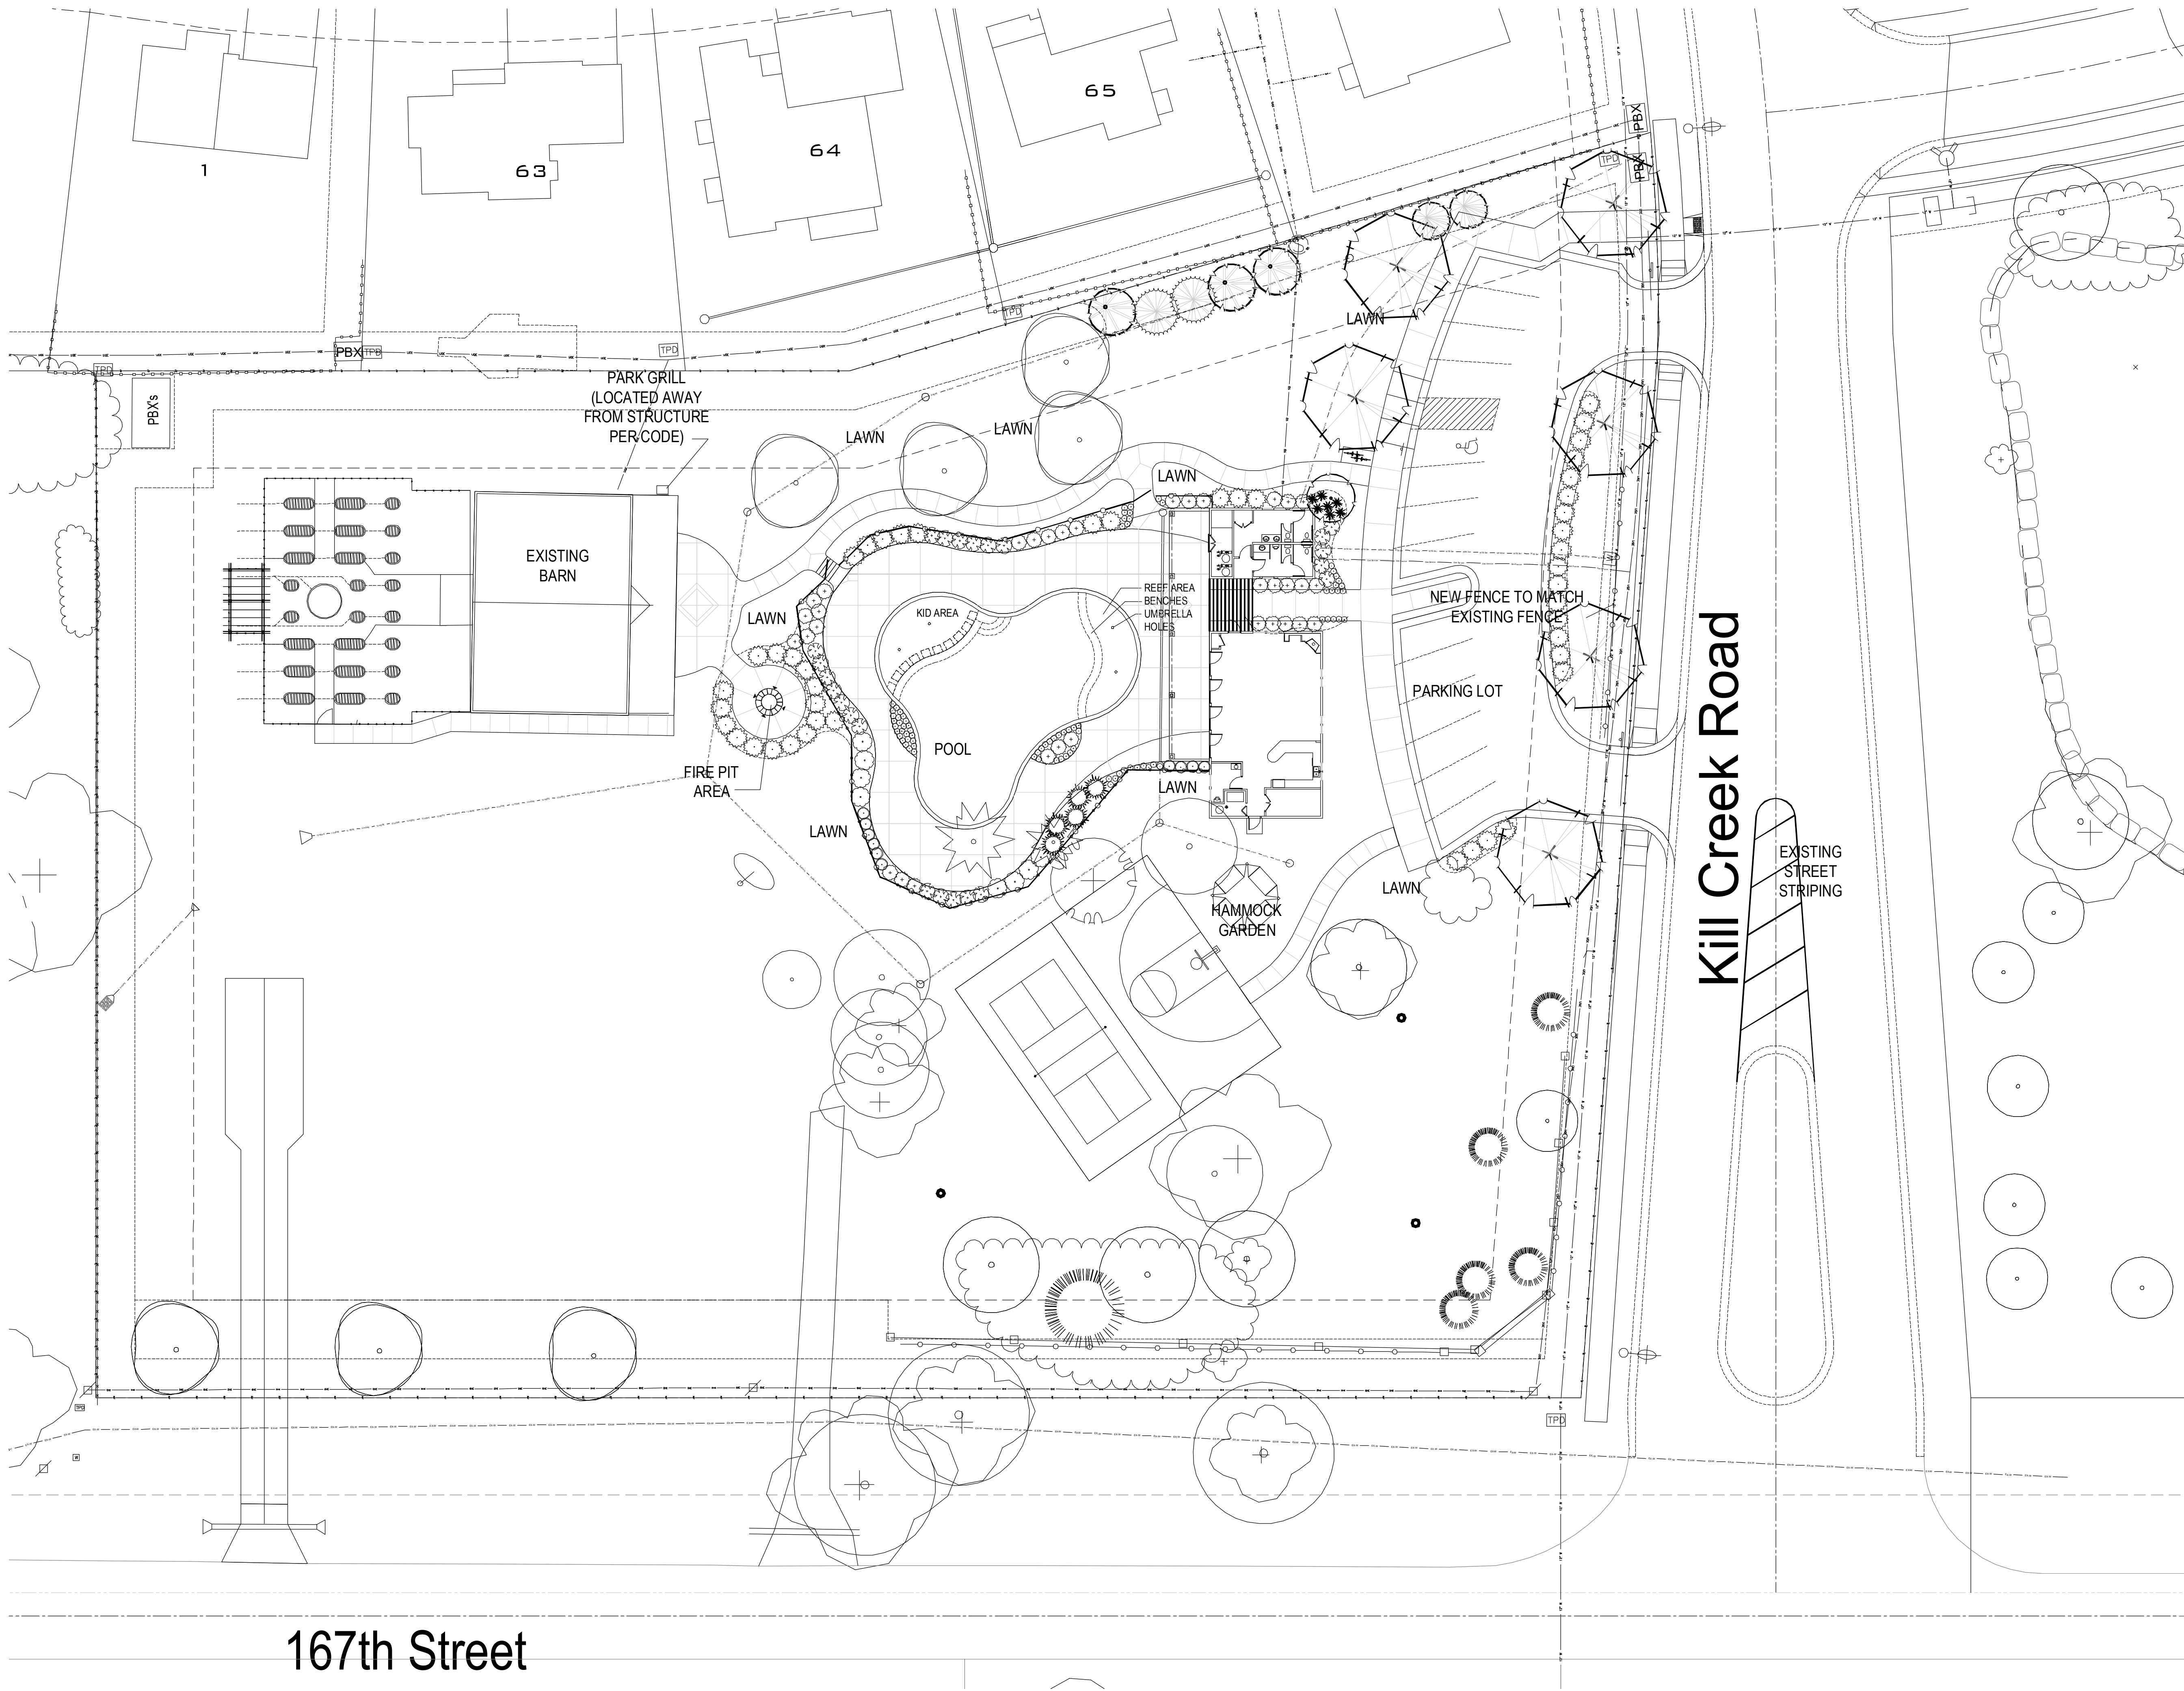 65
64
63
1
PBX
PBX
TPD
TPD
LAWN
PBX
TPD
TPD
TPD
PBX's
PARK GRILL
(LOCATED AWAY
FROM STRUCTURE
PER CODE)
LAWN
LAWN
LAWN
EXISTING
BARN
REEF AREA
BENCHES
UMBRELLA
HOLES
KID AREA
LAWN
NEW FENCE TO MATCH
EXISTING FENCE
PARKING LOT
POOL
FIRE PIT
AREA
LAWN
LAWN
LAWN
HAMMOCK
GARDEN
Kill Creek Road
EXISTING
STREET
STRIPING
TPD
TPD
167th Street